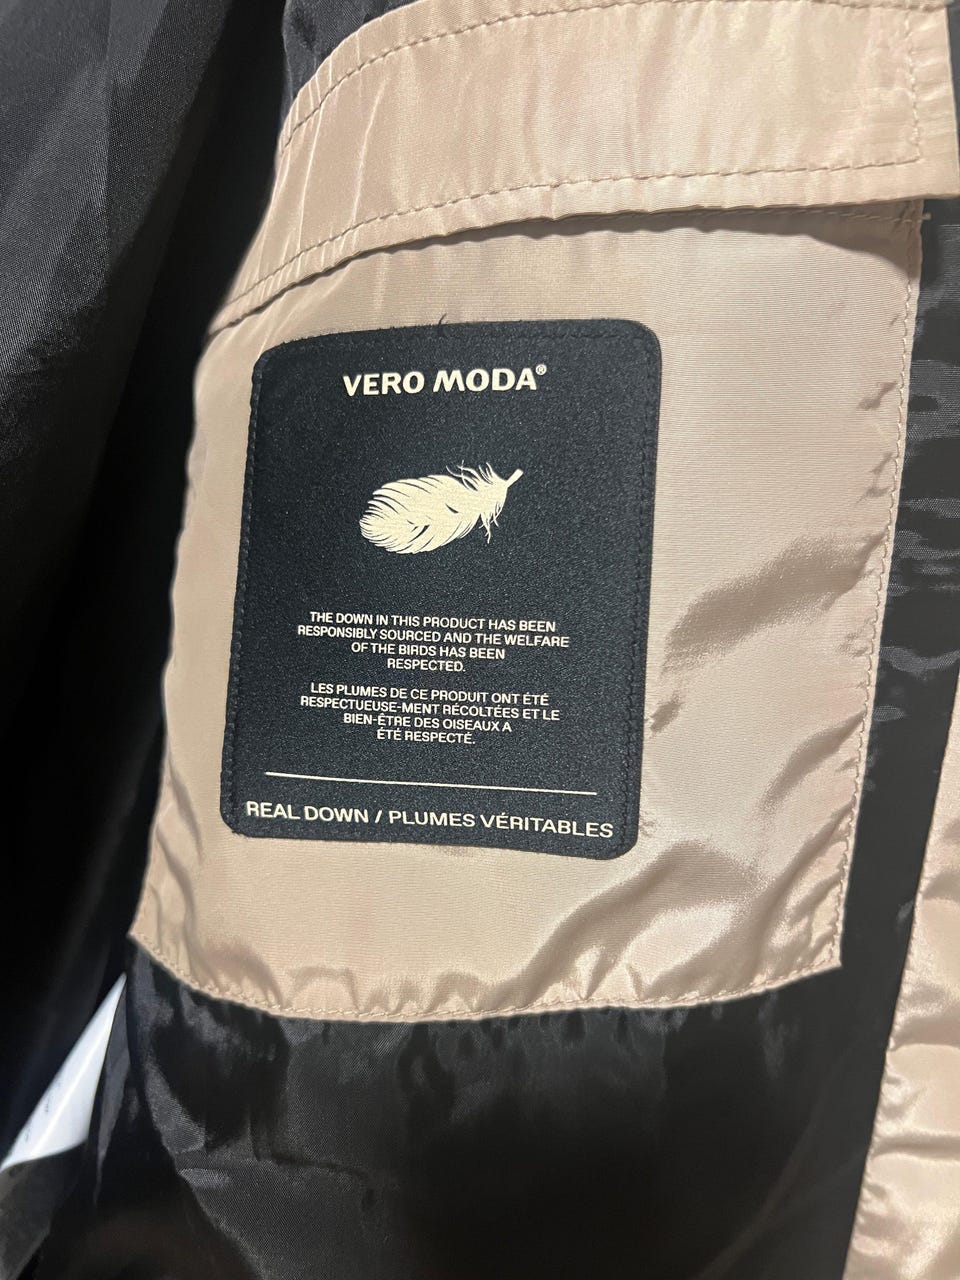 VERO MODA®
THE DOWN IN THIS PRODUCT HAS BEEN
RESPONSIBLY SOURCED AND THE WELFARE
OF THE BIRDS HAS BEEN
RESPECTED.
LES PLUMES DE CE PRODUIT ONT ÉTÉ
RESPECTUEUSE-MENT RÉCOLTÉES ET LE
BIEN-ÊTRE DES OISEAUX A
ÉTÉ RESPECTÉ.
REAL DOWN / PLUMES VÉRITABLES